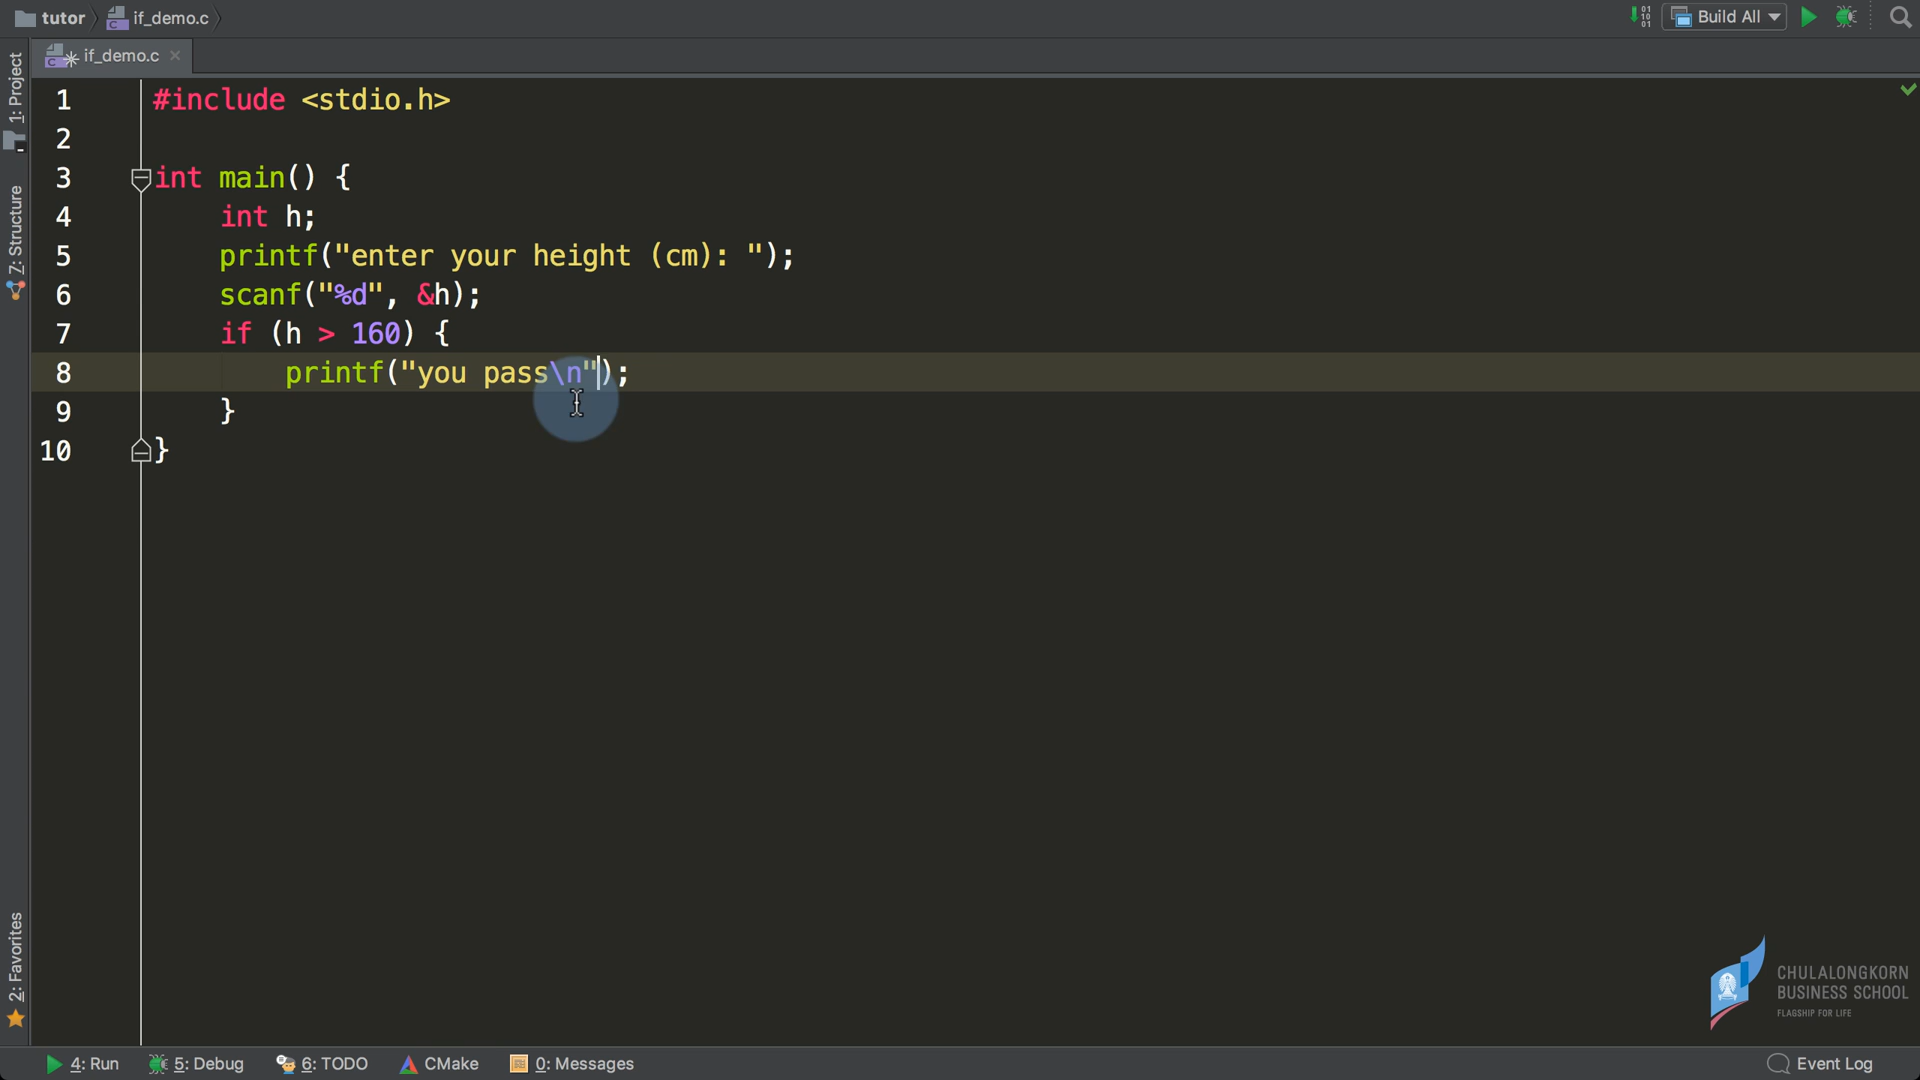 tutor if_demo.c Build All
if_demo.c
1: Project
7: Structure
2: Favorites
1 #include <stdio.h>
2
3 int main() {
4 int h;
5 printf("enter your height (cm): ");
6 scanf("%d", &h);
7 if (h > 160) {
8 printf("you pass\n");
9 }
10 }
CHULALONGKORN
BUSINESS SCHOOL
FLAGSHIP FOR LIFE
4: Run 5: Debug 6: TODO CMake 0: Messages Event Log